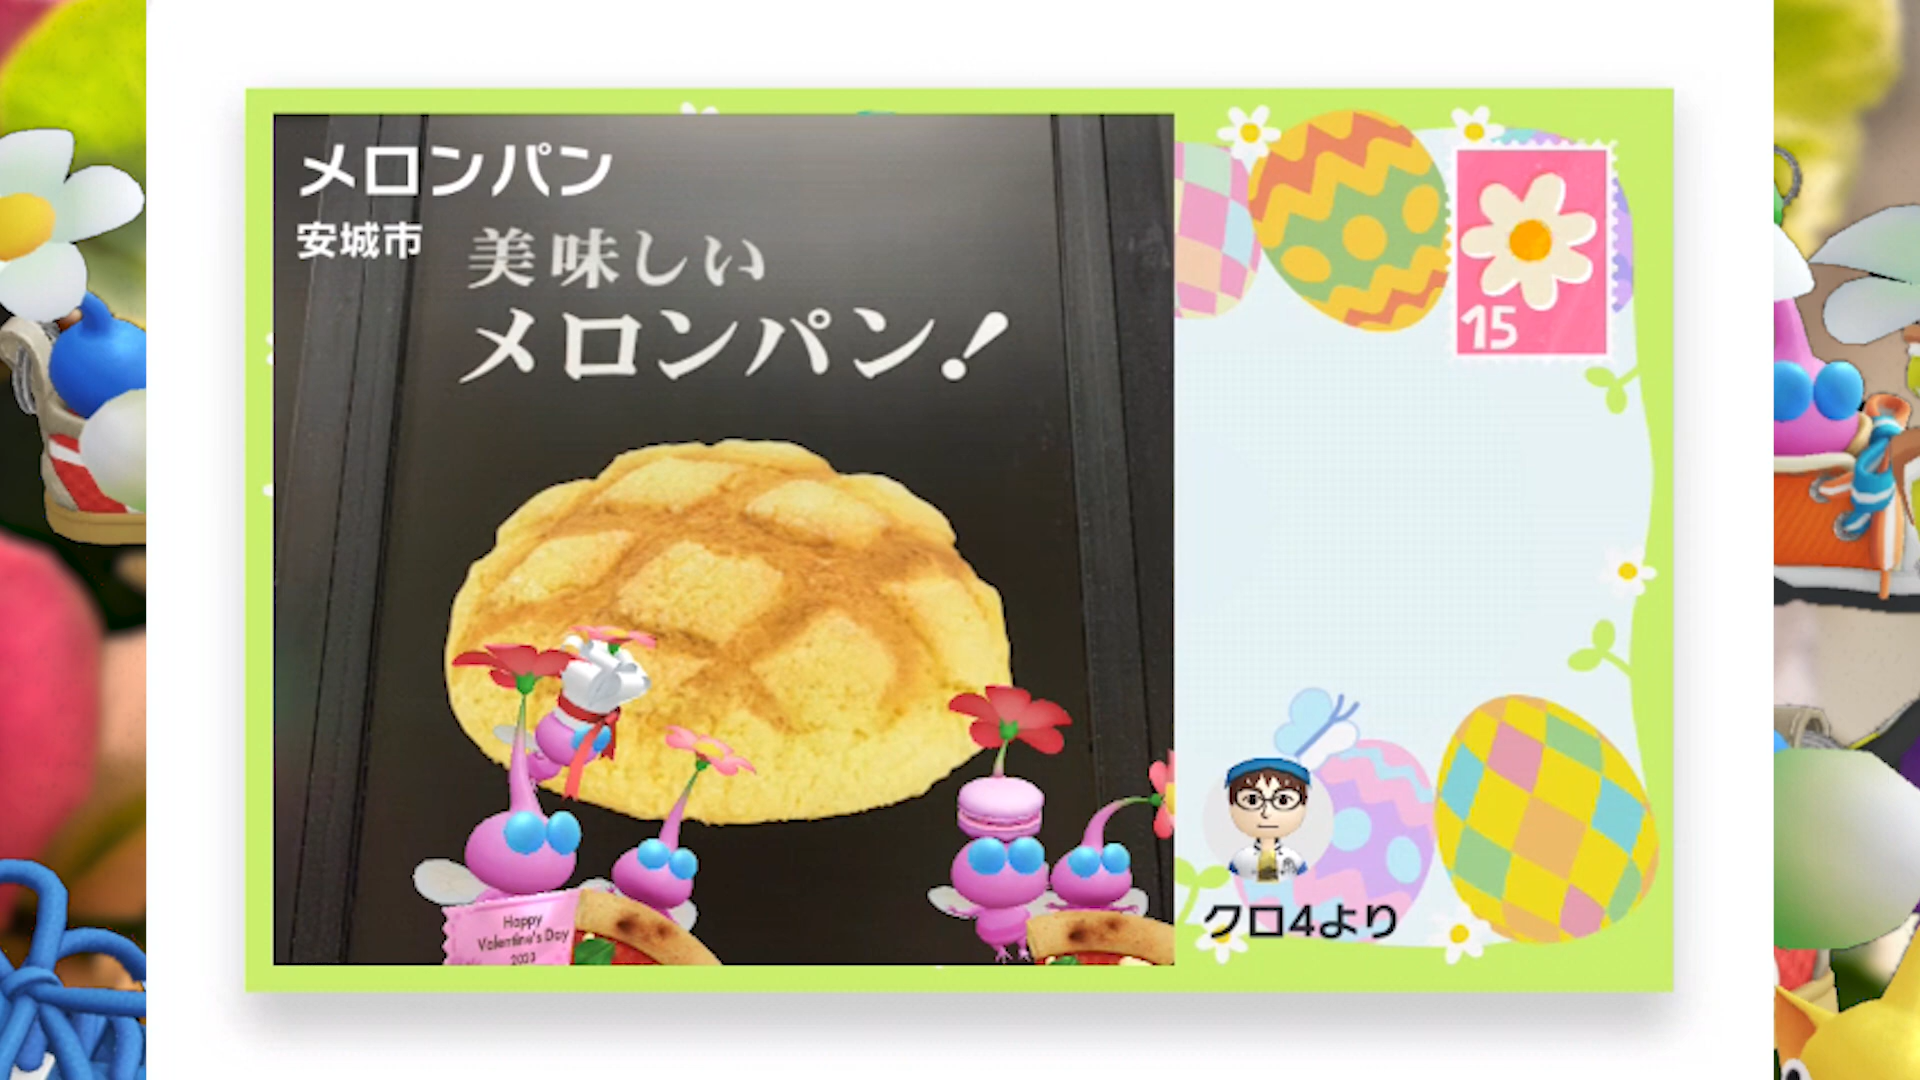 メロンパン
安城市
美味しい
メロンパン!
15
Happy
Valentine's Day
2023
クロ4より